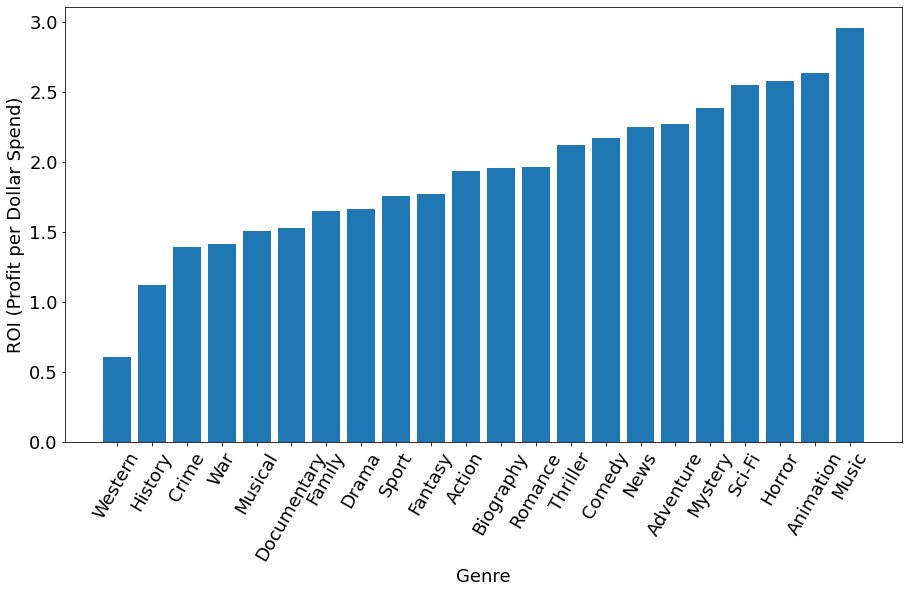 ROI (Profit per Dollar Spend)
3.0
2.5
2.0
1.5
1.0
0.5
0.0
Western
History
Crime
War
Musical
Documentary
Family
Drama
Sport
Fantasy
Action
Biography
Romance
Thriller
Comedy
News
Adventure
Mystery
Sci-Fi
Horror
Animation
Music
Genre